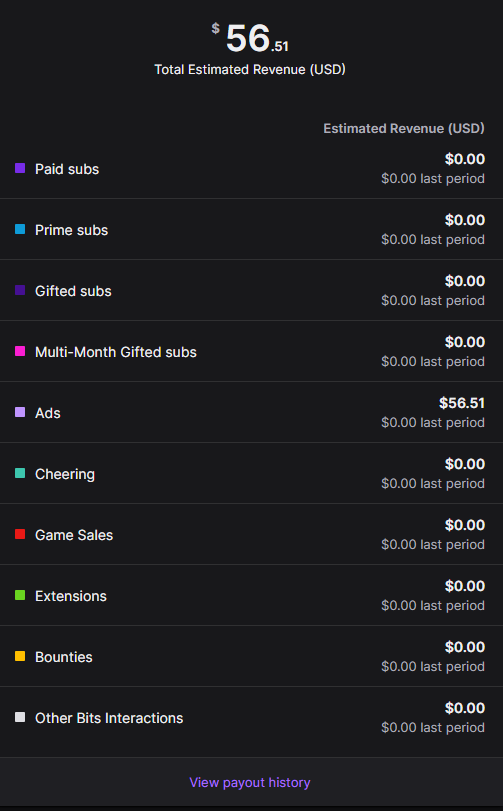 $ 56.51
Total Estimated Revenue (USD)
Estimated Revenue (USD)
Paid subs $0.00
$0.00 last period
Prime subs $0.00
$0.00 last period
Gifted subs $0.00
$0.00 last period
Multi-Month Gifted subs $0.00
$0.00 last period
Ads $56.51
$0.00 last period
Cheering $0.00
$0.00 last period
Game Sales $0.00
$0.00 last period
Extensions $0.00
$0.00 last period
Bounties $0.00
$0.00 last period
Other Bits Interactions $0.00
$0.00 last period
View payout history